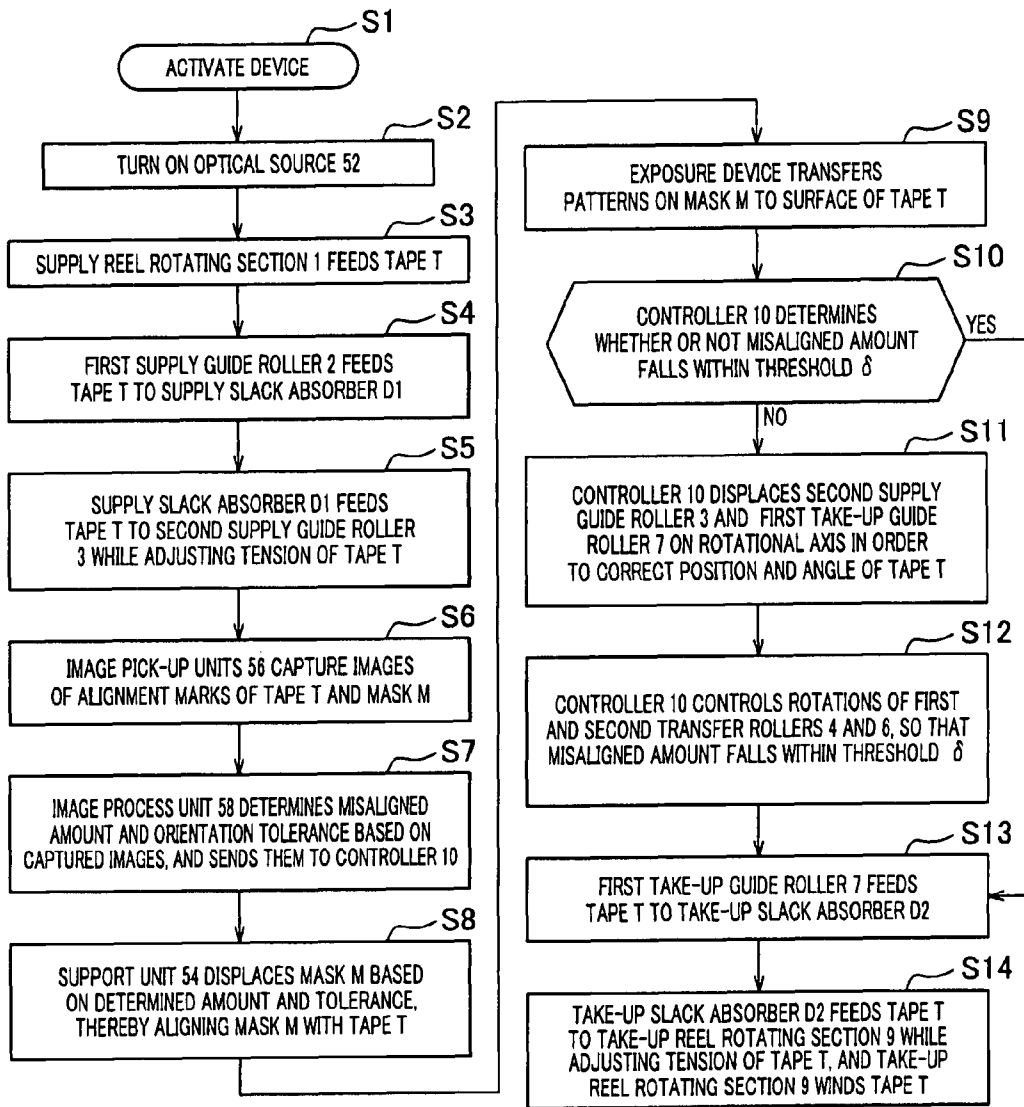 S1
ACTIVATE DEVICE
S2
TURN ON OPTICAL SOURCE 52
S3
SUPPLY REEL ROTATING SECTION 1 FEEDS TAPE T
S4
FIRST SUPPLY GUIDE ROLLER 2 FEEDS
TAPE T TO SUPPLY SLACK ABSORBER D1
S5
SUPPLY SLACK ABSORBER D1 FEEDS
TAPE T TO SECOND SUPPLY GUIDE ROLLER
3 WHILE ADJUSTING TENSION OF TAPE T
S6
IMAGE PICK-UP UNITS 56 CAPTURE IMAGES
OF ALIGNMENT MARKS OF TAPE T AND MASK M
S7
IMAGE PROCESS UNIT 58 DETERMINES MISALIGNED
AMOUNT AND ORIENTATION TOLERANCE BASED ON
CAPTURED IMAGES, AND SENDS THEM TO CONTROLLER 10
S8
SUPPORT UNIT 54 DISPLACES MASK M BASED
ON DETERMINED AMOUNT AND TOLERANCE,
THEREBY ALIGNING MASK M WITH TAPE T
S9
EXPOSURE DEVICE TRANSFERS
PATTERNS ON MASK M TO SURFACE OF TAPE T
S10
CONTROLLER 10 DETERMINES
WHETHER OR NOT MISALIGNED AMOUNT
FALLS WITHIN THRESHOLD δ
YES
NO
S11
CONTROLLER 10 DISPLACES SECOND SUPPLY
GUIDE ROLLER 3 AND FIRST TAKE-UP GUIDE
ROLLER 7 ON ROTATIONAL AXIS IN ORDER
TO CORRECT POSITION AND ANGLE OF TAPE T
S12
CONTROLLER 10 CONTROLS ROTATIONS OF FIRST
AND SECOND TRANSFER ROLLERS 4 AND 6, SO THAT
MISALIGNED AMOUNT FALLS WITHIN THRESHOLD δ
S13
FIRST TAKE-UP GUIDE ROLLER 7 FEEDS
TAPE T TO TAKE-UP SLACK ABSORBER D2
S14
TAKE-UP SLACK ABSORBER D2 FEEDS TAPE T
TO TAKE-UP REEL ROTATING SECTION 9 WHILE
ADJUSTING TENSION OF TAPE T, AND TAKE-UP
REEL ROTATING SECTION 9 WINDS TAPE T